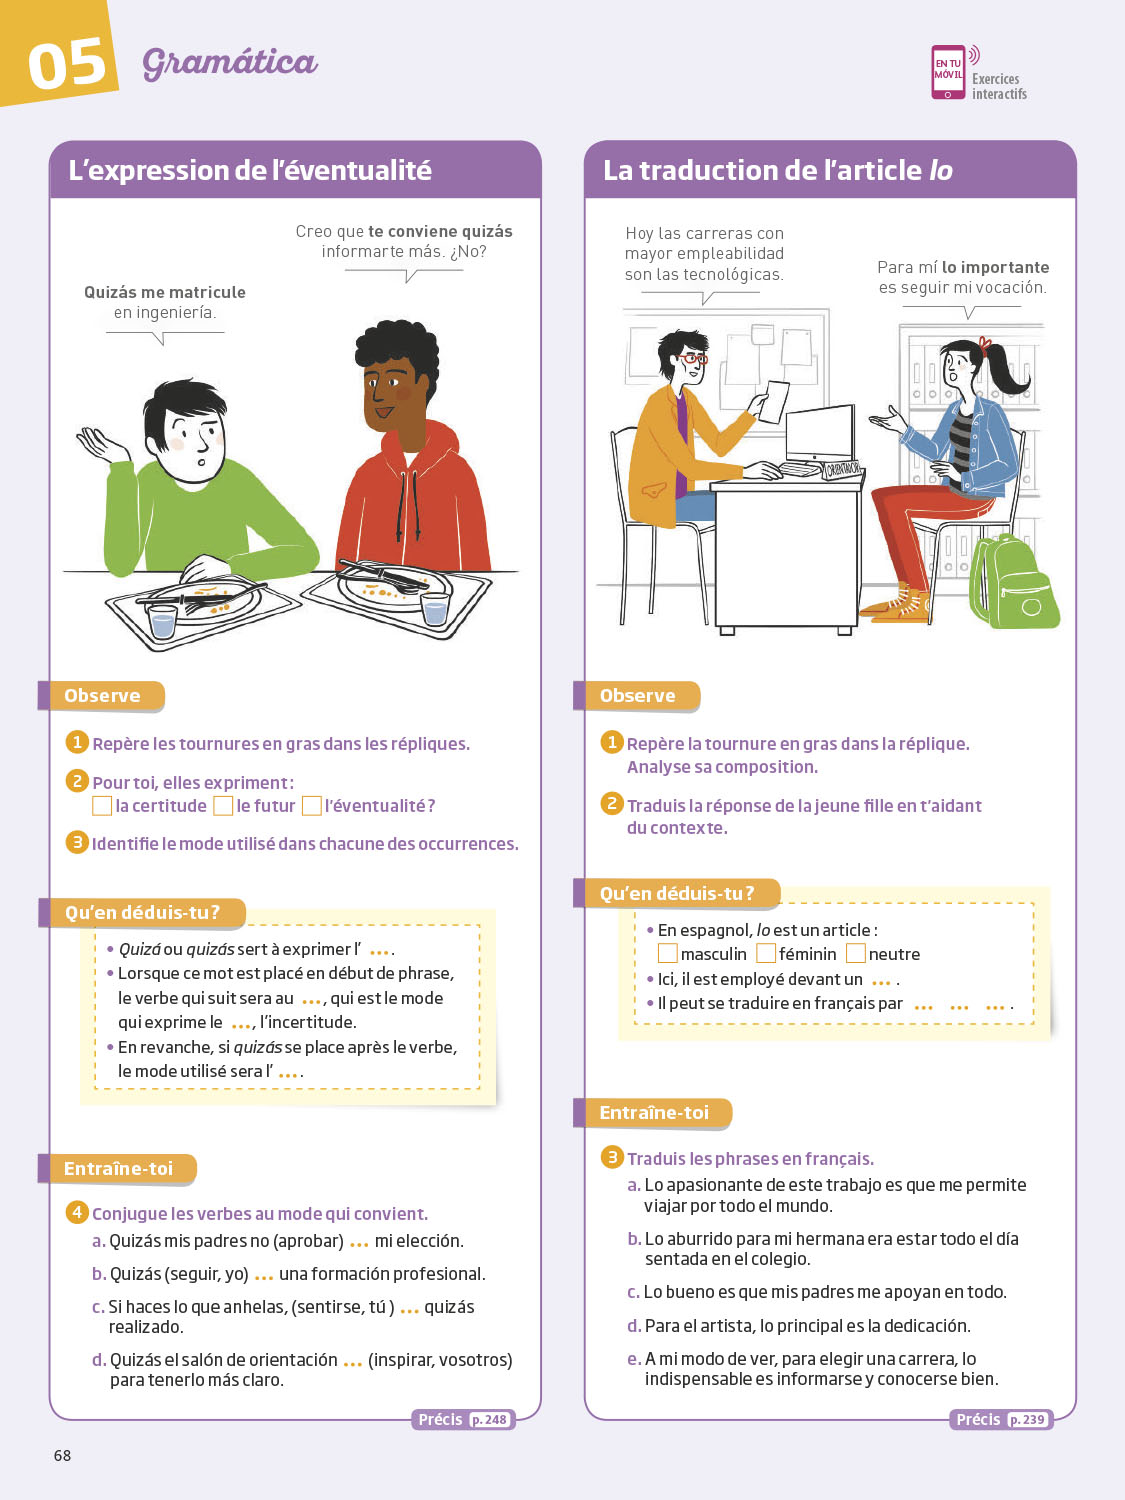 05
Gramática
EN TU
MÓVIL
Exercices
interactifs
L'expression de l'éventualité
Creo que te conviene quizás
informarte más. ¿No?
Quizás me matricule
en ingeniería.
Observe
1 Repère les tournures en gras dans les répliques.
2 Pour toi, elles expriment :
la certitude le futur l'éventualité ?
3 Identifie le mode utilisé dans chacune des occurrences.
Qu'en déduis-tu ?
• Quizá ou quizás sert à exprimer l' ... .
• Lorsque ce mot est placé en début de phrase,
le verbe qui suit sera au ... , qui est le mode
qui exprime le ... , l'incertitude.
• En revanche, si quizás se place après le verbe,
le mode utilisé sera l' ... .
Entraîne-toi
4 Conjugue les verbes au mode qui convient.
a. Quizás mis padres no (aprobar) ... mi elección.
b. Quizás (seguir, yo) ... una formación profesional.
c. Si haces lo que anhelas, (sentirse, tú ) ... quizás
realizado.
d. Quizás el salón de orientación ... (inspirar, vosotros)
para tenerlo más claro.
Précis p. 248
La traduction de l'article lo
Hoy las carreras con
mayor empleabilidad
son las tecnológicas.
Para mí lo importante
es seguir mi vocación.
ORIENTADOR
Observe
1 Repère la tournure en gras dans la réplique.
Analyse sa composition.
2 Traduis la réponse de la jeune fille en t'aidant
du contexte.
Qu'en déduis-tu ?
• En espagnol, lo est un article :
masculin féminin neutre
• Ici, il est employé devant un ... .
• Il peut se traduire en français par ... ... ... .
Entraîne-toi
3 Traduis les phrases en français.
a. Lo apasionante de este trabajo es que me permite
viajar por todo el mundo.
b. Lo aburrido para mi hermana era estar todo el día
sentada en el colegio.
c. Lo bueno es que mis padres me apoyan en todo.
d. Para el artista, lo principal es la dedicación.
e. A mi modo de ver, para elegir una carrera, lo
indispensable es informarse y conocerse bien.
Précis p. 239
68